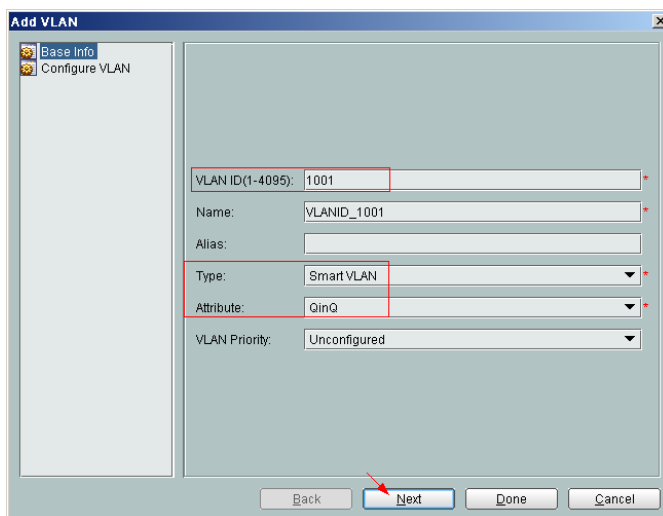 Add VLAN
Base Info
Configure VLAN
VLAN ID(1-4095): 1001 *
Name: VLANID_1001 *
Alias:
Type: Smart VLAN *
Attribute: QinQ *
VLAN Priority: Unconfigured
Back Next Done Cancel